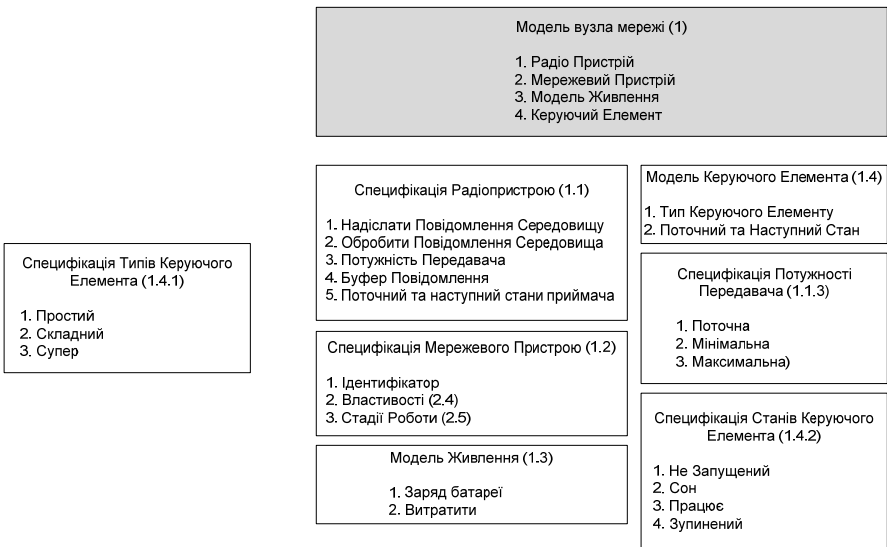 Модель вузла мережі (1)
1. Радіо Пристрій
2. Мережевий Пристрій
3. Модель Живлення
4. Керуючий Елемент
Специфікація Радіопристрою (1.1)
1. Надіслати Повідомлення Середовищу
2. Обробити Повідомлення Середовища
3. Потужність Передавача
4. Буфер Повідомлення
5. Поточний та наступний стани приймача
Модель Керуючого Елемента (1.4)
1. Тип Керуючого Елементу
2. Поточний та Наступний Стан
Специфікація Типів Керуючого
Елемента (1.4.1)
1. Простий
2. Складний
3. Супер
Специфікація Потужності
Передавача (1.1.3)
1. Поточна
2. Мінімальна
3. Максимальна)
Специфікація Мережевого Пристрою (1.2)
1. Ідентифікатор
2. Властивості (2.4)
3. Стадії Роботи (2.5)
Специфікація Станів Керуючого
Елемента (1.4.2)
1. Не Запущений
2. Сон
3. Працює
4. Зупинений
Модель Живлення (1.3)
1. Заряд батареї
2. Витратити